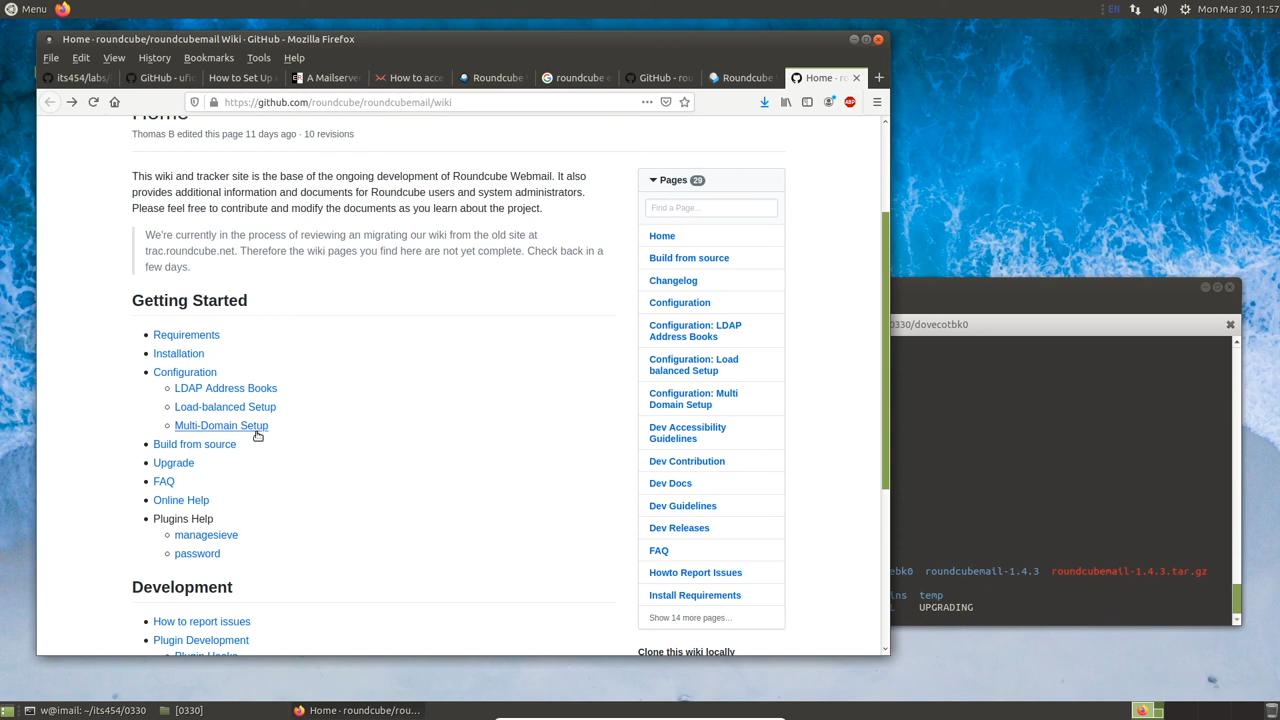 Menu
EN
Mon Mar 30, 11:57
Home · roundcube/roundcubemail Wiki · GitHub - Mozilla Firefox
File Edit View History Bookmarks Tools Help
its454/labs/ GitHub - ufic How to Set Up A Mailserver How to acce Roundcube roundcube e GitHub - rou Roundcube Home - ro
https://github.com/roundcube/roundcubemail/wiki
ABP
Home
Thomas B edited this page 11 days ago · 10 revisions
This wiki and tracker site is the base of the ongoing development of Roundcube Webmail. It also
provides additional information and documents for Roundcube users and system administrators.
Please feel free to contribute and modify the documents as you learn about the project.
We're currently in the process of reviewing an migrating our wiki from the old site at
trac.roundcube.net. Therefore the wiki pages you find here are not yet complete. Check back in a
few days.
Getting Started
Requirements
Installation
Configuration
LDAP Address Books
Load-balanced Setup
Multi-Domain Setup
Build from source
Upgrade
FAQ
Online Help
Plugins Help
managesieve
password
Development
How to report issues
Plugin Development
Plugin Hooks
Pages 29
Find a Page...
Home
Build from source
Changelog
Configuration
Configuration: LDAP
Address Books
Configuration: Load
balanced Setup
Configuration: Multi
Domain Setup
Dev Accessibility
Guidelines
Dev Contribution
Dev Docs
Dev Guidelines
Dev Releases
FAQ
Howto Report Issues
Install Requirements
Show 14 more pages…
Clone this wiki locally
0330/dovecotbk0
bk0 roundcubemail-1.4.3 roundcubemail-1.4.3.tar.gz
ins temp
L UPGRADING
w@imail: ~/its454/0330
[0330]
Home · roundcube/rou...